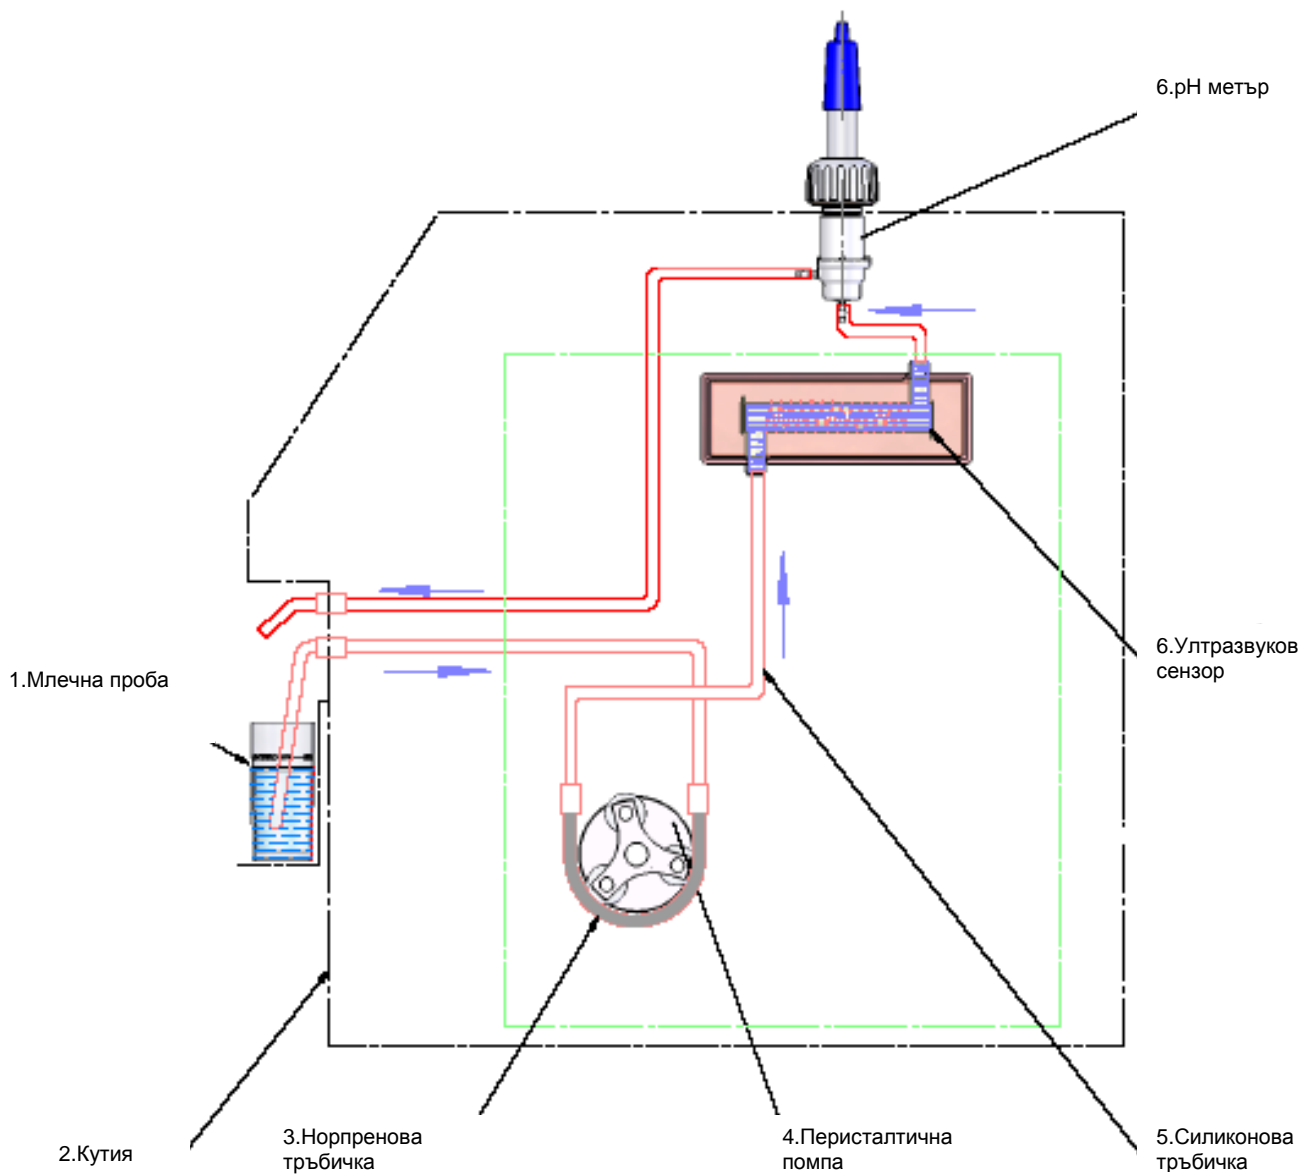 6.pH метър
6.Ултразвуков
сензор
1.Млечна проба
2.Кутия
3.Норпренова
тръбичка
4.Перисталтична
помпа
5.Силиконова
тръбичка